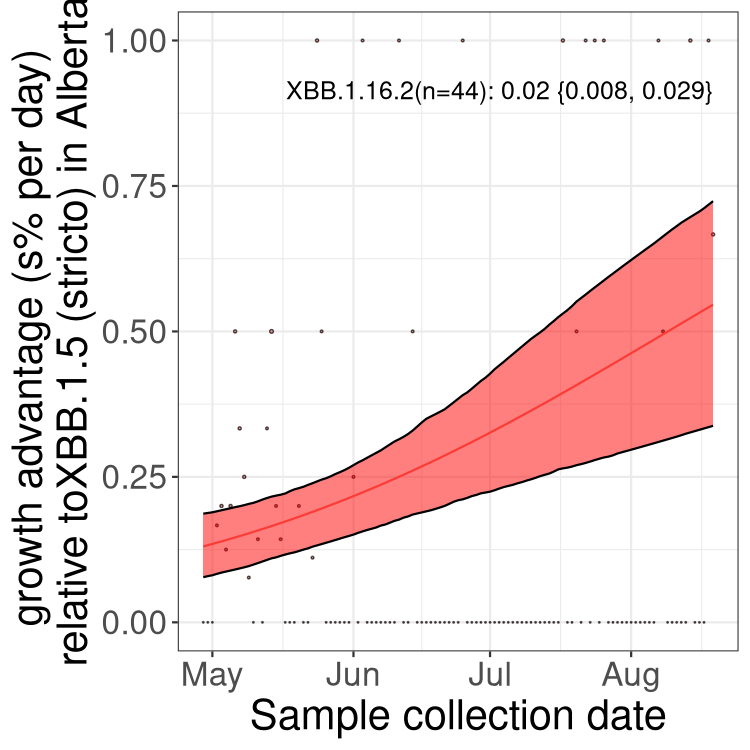 growth advantage (s% per day)
relative toXBB.1.5 (stricto) in Alberta
1.00
0.75
0.50
0.25
0.00
XBB.1.16.2(n=44): 0.02 {0.008, 0.029}
May Jun Jul Aug
Sample collection date